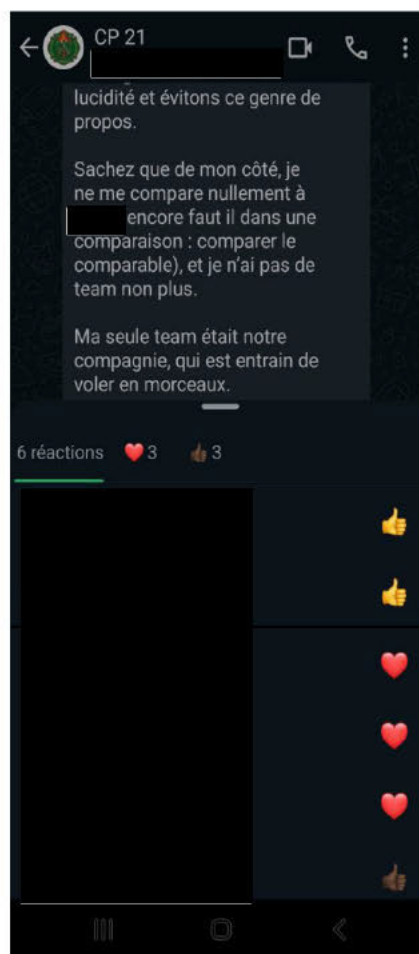 CP 21
lucidité et évitons ce genre de
propos.
Sachez que de mon côté, je
ne me compare nullement à
encore faut il dans une
comparaison : comparer le
comparable), et je n'ai pas de
team non plus.
Ma seule team était notre
compagnie, qui est entrain de
voler en morceaux.
6 réactions ❤️ 3 👍🏿 3